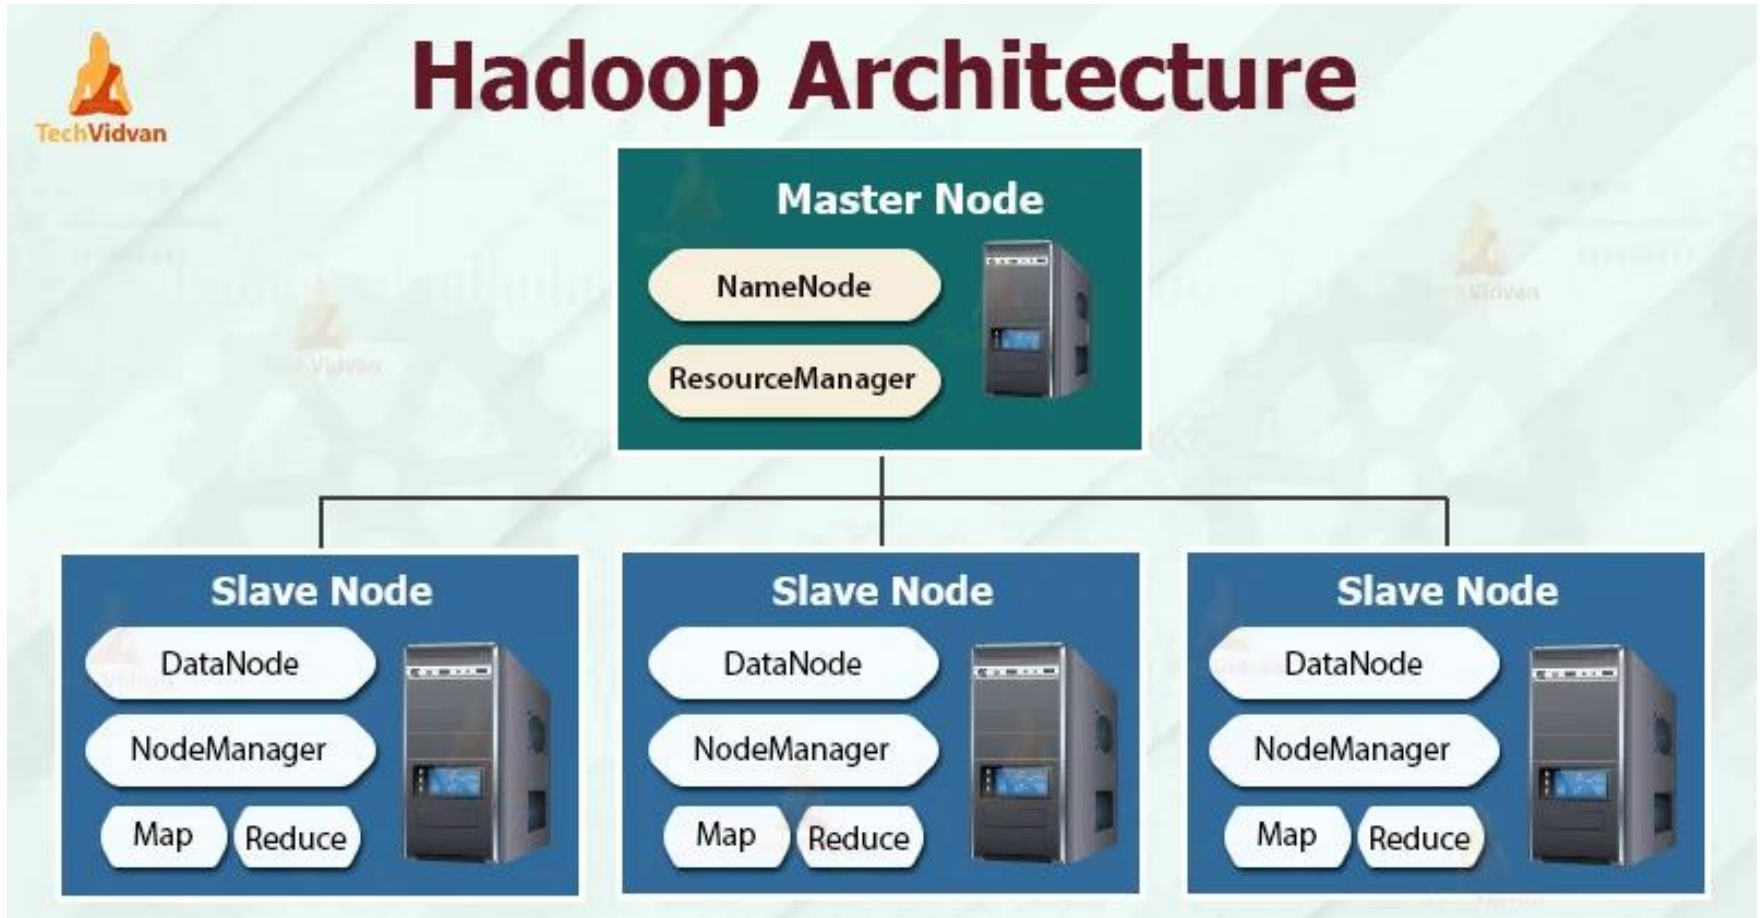 TechVidvan
Hadoop Architecture
Master Node
NameNode
ResourceManager
Slave Node
DataNode
NodeManager
Map
Reduce
Slave Node
DataNode
NodeManager
Map
Reduce
Slave Node
DataNode
NodeManager
Map
Reduce